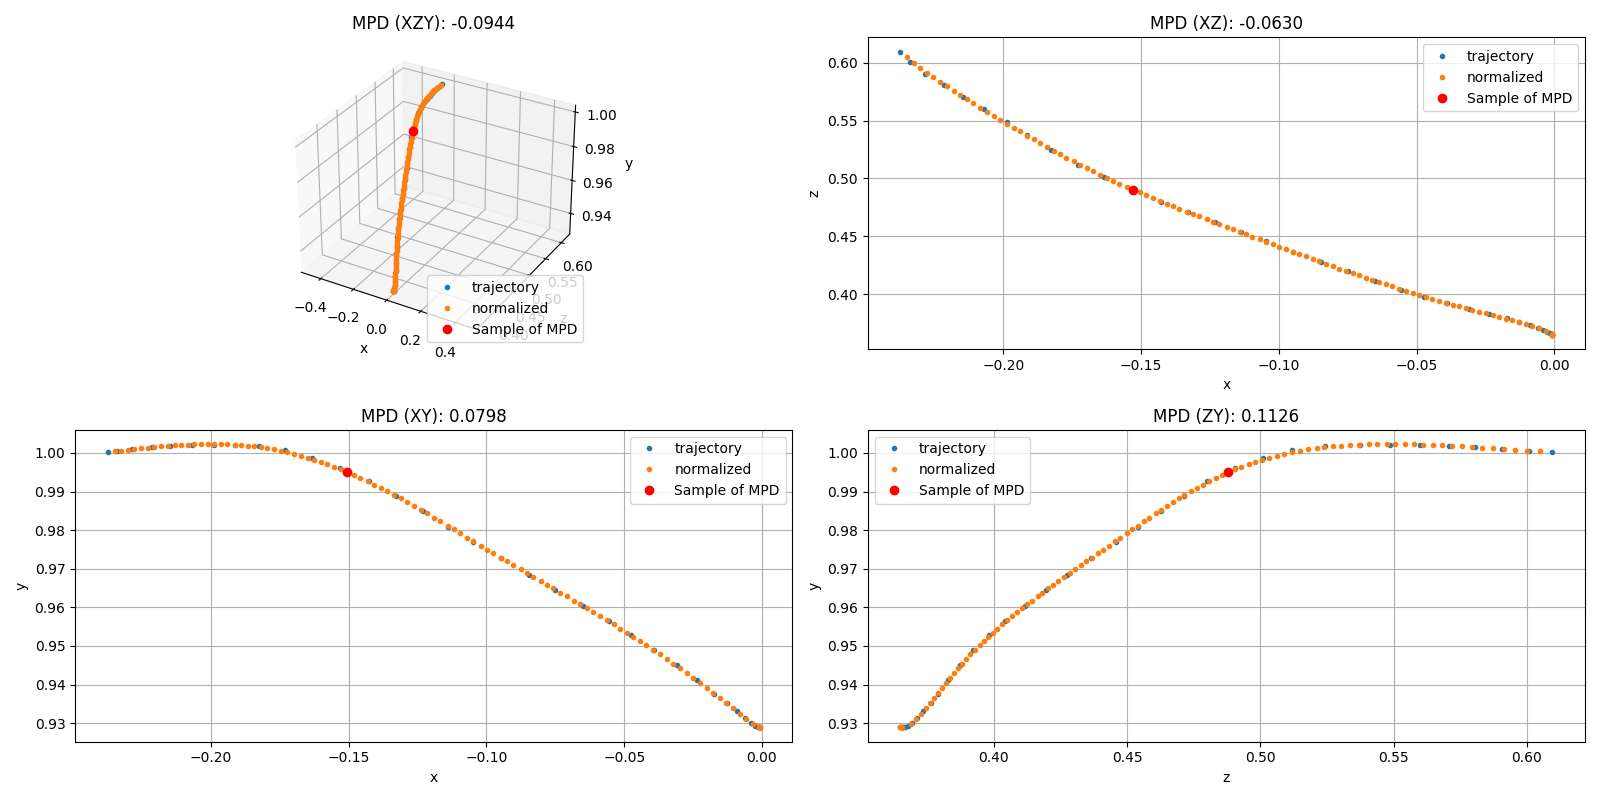 MPD (XZY): -0.0944
1.00
0.98
y
0.96
0.94
0.60
0.55
0.50
0.45
z
0.40
−0.4
−0.2
0.0
0.2
0.4
x
trajectory
normalized
Sample of MPD
MPD (XZ): -0.0630
trajectory
normalized
Sample of MPD
0.60
0.55
z
0.50
0.45
0.40
−0.20 −0.15 −0.10 −0.05 0.00
x
MPD (XY): 0.0798
trajectory
normalized
Sample of MPD
1.00
0.99
0.98
0.97
y
0.96
0.95
0.94
0.93
−0.20 −0.15 −0.10 −0.05 0.00
x
MPD (ZY): 0.1126
trajectory
normalized
Sample of MPD
1.00
0.99
0.98
0.97
y
0.96
0.95
0.94
0.93
0.40 0.45 0.50 0.55 0.60
z